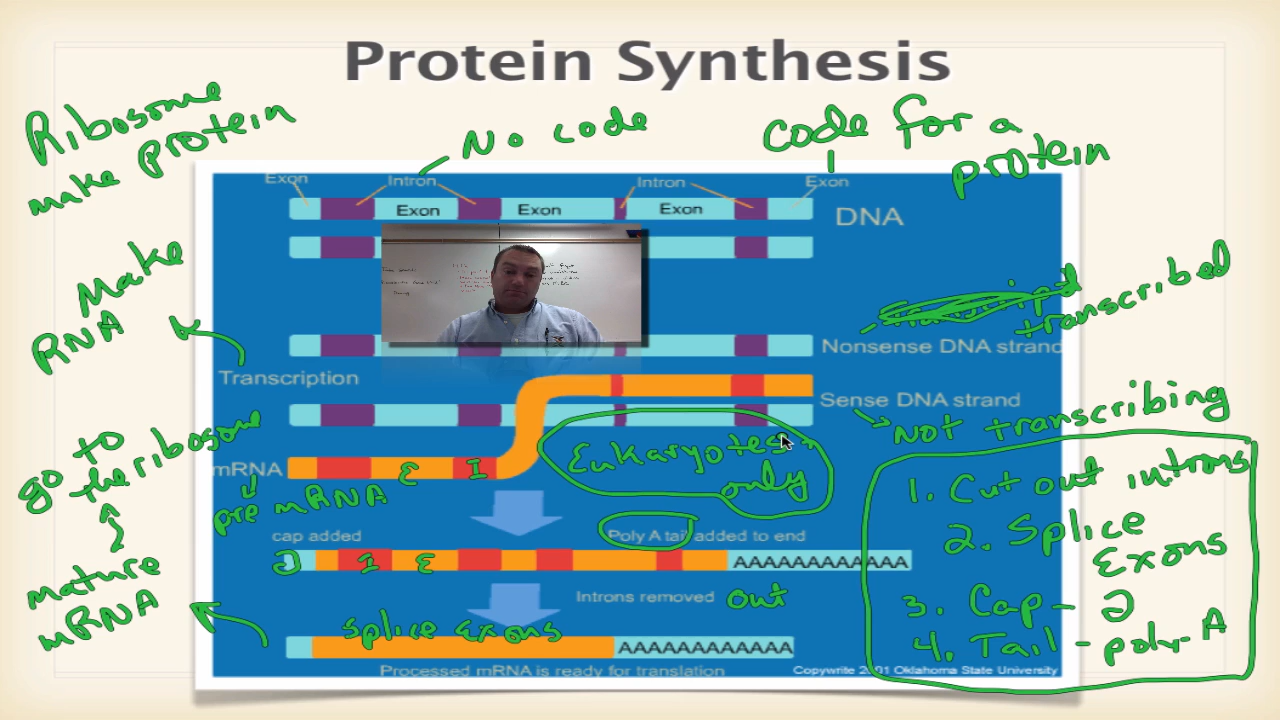 Protein Synthesis
Ribosome
make protein
No code
code for a
protein
Exon
Intron
Intron
Exon
Exon
Exon
Exon
DNA
Make
RNA
transcribed
Nonsense DNA strand
Transcription
Sense DNA strand
Not transcribing
go to
the ribosome
mRNA
E
I
Eukaryotes
only
pre mRNA
1. Cut out introns
2. Splice
Exons
3. Cap - G
4. Tail - poly-A
cap added
Poly A tail added to end
G
I
E
AAAAAAAAAAAA
mature
mRNA
Introns removed out
splice Exons
AAAAAAAAAAAA
Processed mRNA is ready for translation
Copywrite 2001 Oklahoma State University